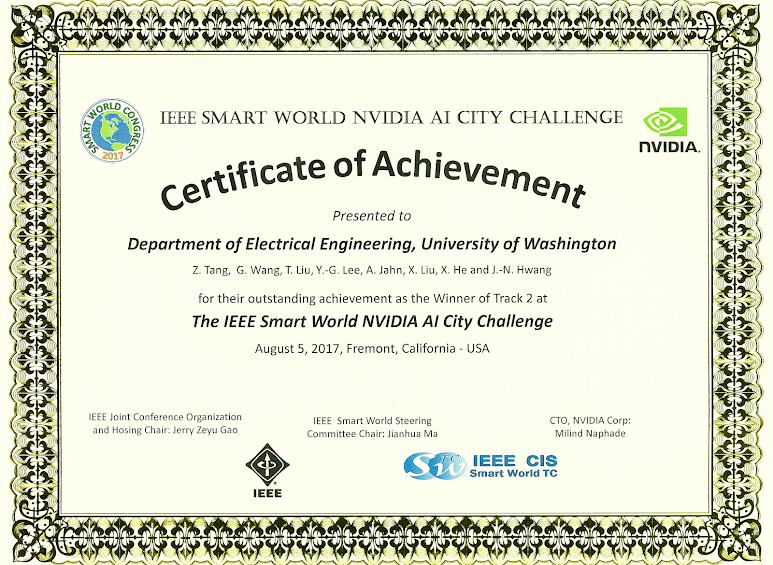 SMART WORLD CONGRESS
2017
IEEE SMART WORLD NVIDIA AI CITY CHALLENGE
NVIDIA.
Certificate of Achievement
Presented to
Department of Electrical Engineering, University of Washington
Z. Tang, G. Wang, T. Liu, Y.-G. Lee, A. Jahn, X. Liu, X. He and J.-N. Hwang
for their outstanding achievement as the Winner of Track 2 at
The IEEE Smart World NVIDIA AI City Challenge
August 5, 2017, Fremont, California - USA
IEEE Joint Conference Organization
and Hosing Chair: Jerry Zeyu Gao
IEEE Smart World Steering
Committee Chair: Jianhua Ma
CTO, NVIDIA Corp:
Milind Naphade
IEEE
SW TC
IEEE CIS
Smart World TC